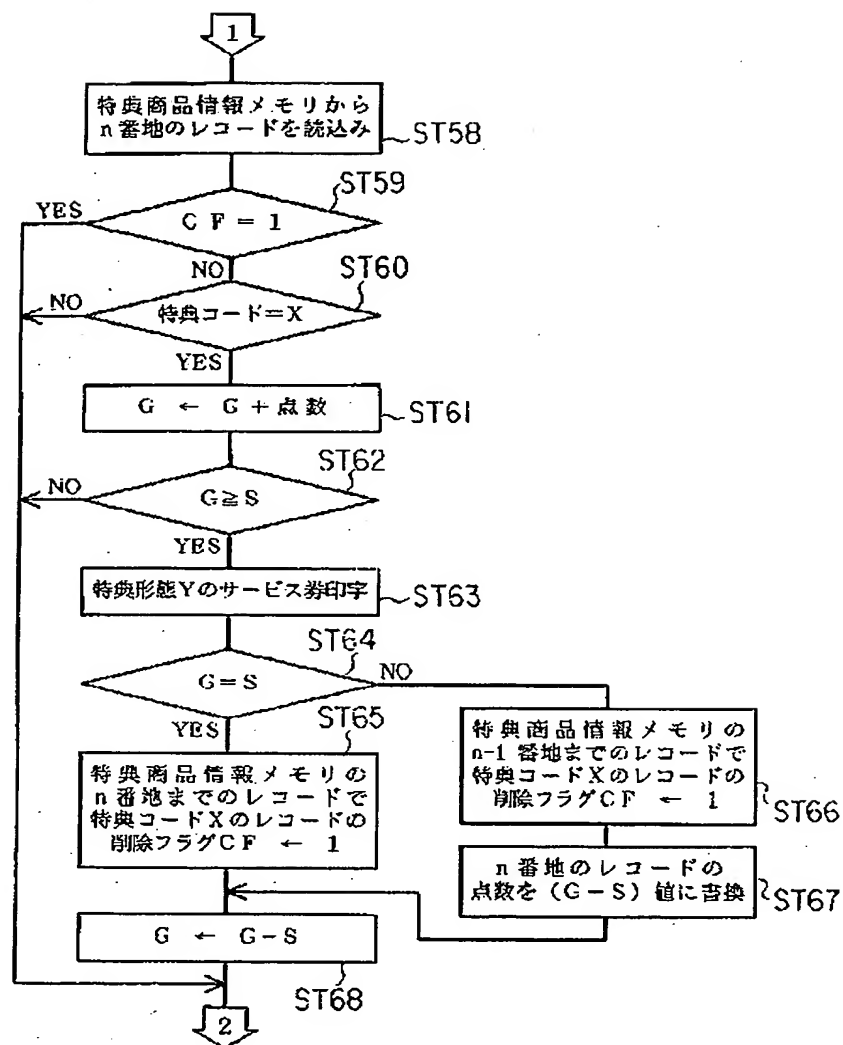 1
特典商品情報メモリから
n番地のレコードを読込み
ST58
ST59
YES
CF=1
NO
ST60
NO
特典コード=X
YES
G ← G+点数
ST61
ST62
NO
G≧S
YES
特典形態Yのサービス券印字
ST63
ST64
G=S
NO
YES
ST65
特典商品情報メモリの
n番地までのレコードで
特典コードXのレコードの
削除フラグCF ← 1
特典商品情報メモリの
n-1番地までのレコードで
特典コードXのレコードの
削除フラグCF ← 1
ST66
n番地のレコードの
点数を(G-S)値に書換
ST67
G ← G-S
ST68
2